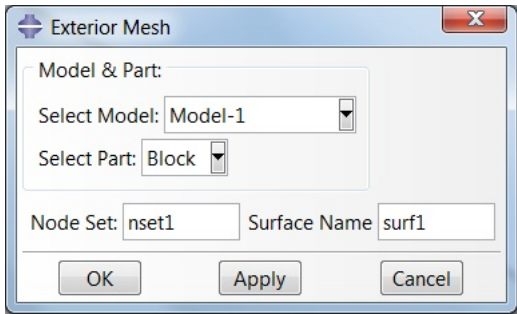 Exterior Mesh
Model & Part:
Select Model: Model-1
Select Part: Block
Node Set: nset1 Surface Name surf1
OK Apply Cancel